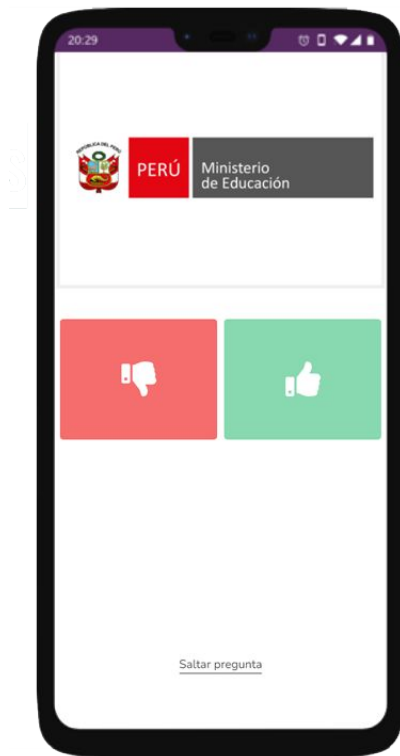 20:29
REPÚBLICA DEL PERÚ
PERÚ
Ministerio
de Educación
Saltar pregunta